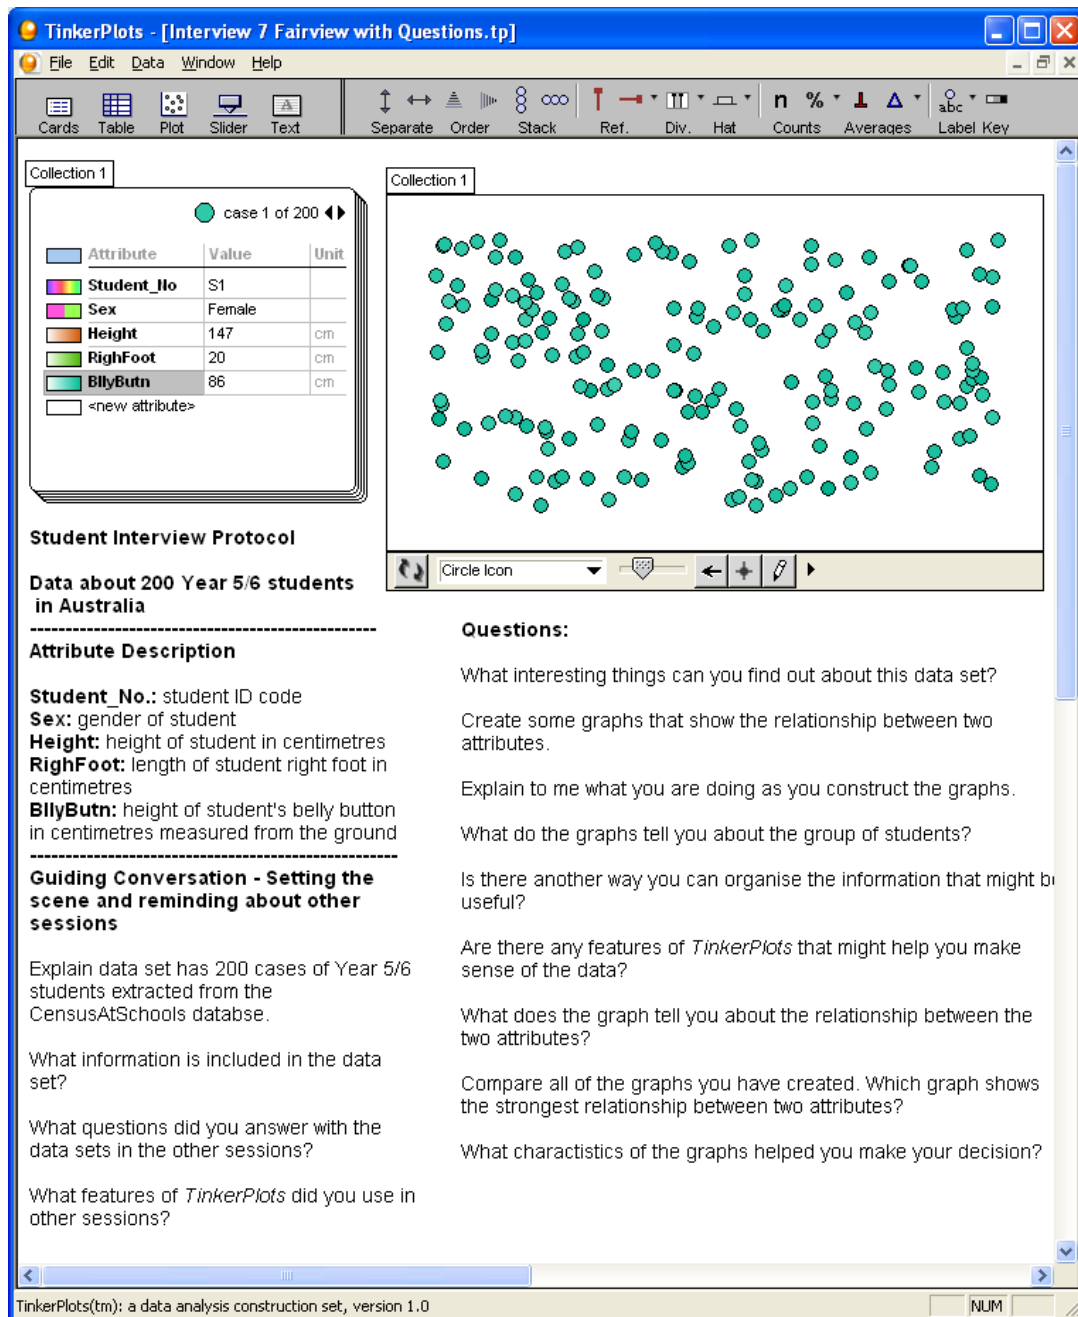 TinkerPlots - [Interview 7 Fairview with Questions.tp]
File Edit Data Window Help
Cards Table Plot Slider Text Separate Order Stack Ref. Div. Hat n % Counts Averages abc Label Key
Collection 1
case 1 of 200
Attribute Value Unit
Student_No S1
Sex Female
Height 147 cm
RighFoot 20 cm
BllyButn 86 cm
<new attribute>
Collection 1
Circle Icon
Student Interview Protocol
Data about 200 Year 5/6 students
in Australia
------------------------------------------------
Attribute Description
Student_No.: student ID code
Sex: gender of student
Height: height of student in centimetres
RighFoot: length of student right foot in
centimetres
BllyButn: height of student's belly button
in centimetres measured from the ground
---------------------------------------------------
Guiding Conversation - Setting the
scene and reminding about other
sessions
Explain data set has 200 cases of Year 5/6
students extracted from the
CensusAtSchools databse.
What information is included in the data
set?
What questions did you answer with the
data sets in the other sessions?
What features of TinkerPlots did you use in
other sessions?
Questions:
What interesting things can you find out about this data set?
Create some graphs that show the relationship between two
attributes.
Explain to me what you are doing as you construct the graphs.
What do the graphs tell you about the group of students?
Is there another way you can organise the information that might b
useful?
Are there any features of TinkerPlots that might help you make
sense of the data?
What does the graph tell you about the relationship between the
two attributes?
Compare all of the graphs you have created. Which graph shows
the strongest relationship between two attributes?
What charactistics of the graphs helped you make your decision?
TinkerPlots(tm): a data analysis construction set, version 1.0
NUM